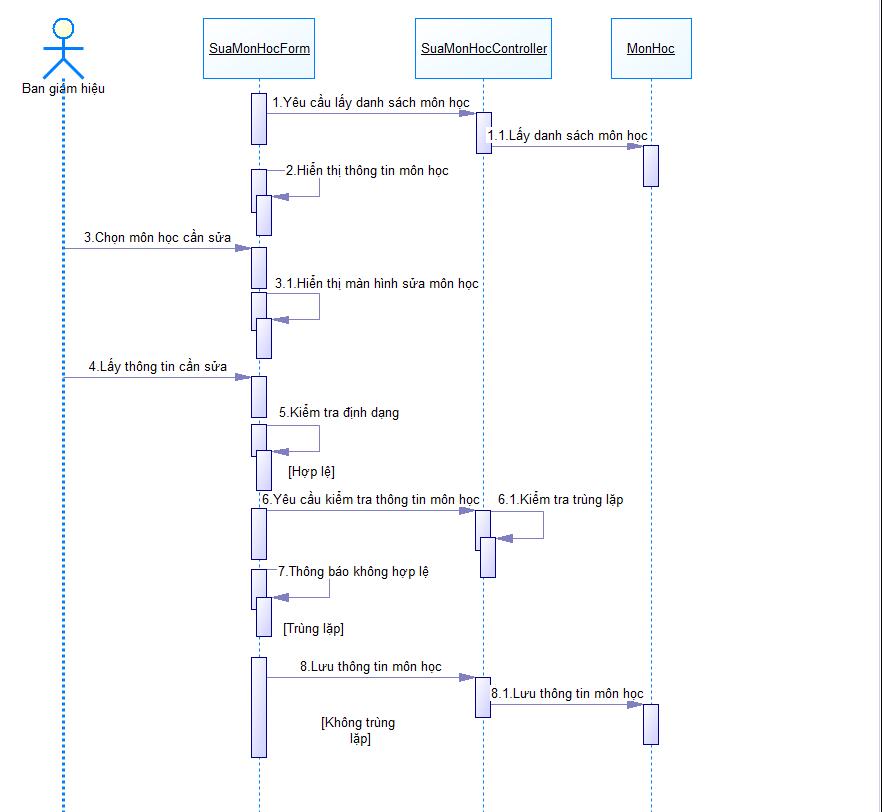 SuaMonHocForm
SuaMonHocController
MonHoc
Ban giám hiệu
1.Yêu cầu lấy danh sách môn học
1.1.Lấy danh sách môn học
2.Hiển thị thông tin môn học
3.Chọn môn học cần sửa
3.1.Hiển thị màn hình sửa môn học
4.Lấy thông tin cần sửa
5.Kiểm tra định dạng
[Hợp lệ]
6.Yêu cầu kiểm tra thông tin môn học
6.1.Kiểm tra trùng lặp
7.Thông báo không hợp lệ
[Trùng lặp]
8.Lưu thông tin môn học
8.1.Lưu thông tin môn học
[Không trùng
lặp]